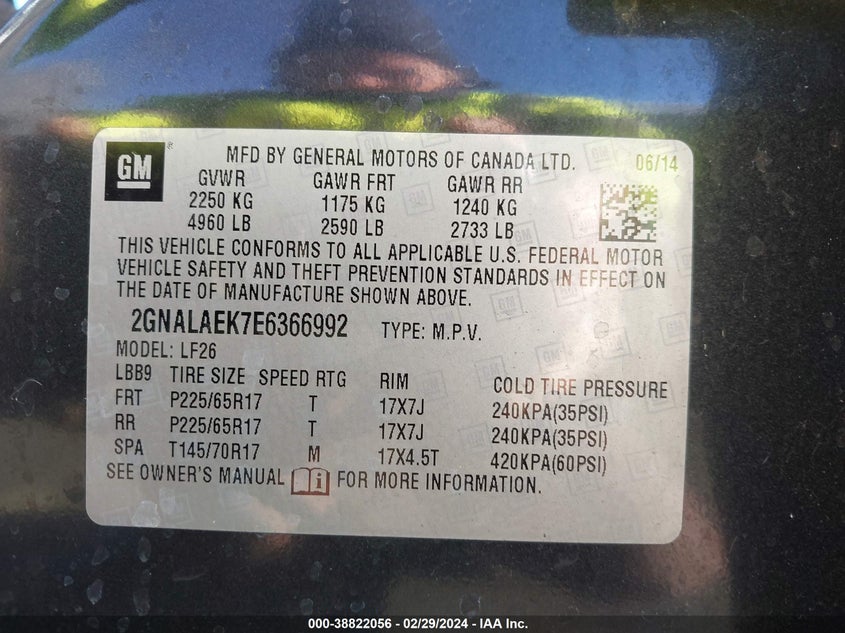 GM
MFD BY GENERAL MOTORS OF CANADA LTD. 06/14
GVWR GAWR FRT GAWR RR
2250 KG 1175 KG 1240 KG
4960 LB 2590 LB 2733 LB
THIS VEHICLE CONFORMS TO ALL APPLICABLE U.S. FEDERAL MOTOR
VEHICLE SAFETY AND THEFT PREVENTION STANDARDS IN EFFECT ON
THE DATE OF MANUFACTURE SHOWN ABOVE.
2GNALAEK7E6366992 TYPE: M.P.V.
MODEL: LF26
LBB9 TIRE SIZE SPEED RTG RIM COLD TIRE PRESSURE
FRT P225/65R17 T 17X7J 240KPA(35PSI)
RR P225/65R17 T 17X7J 240KPA(35PSI)
SPA T145/70R17 M 17X4.5T 420KPA(60PSI)
SEE OWNER'S MANUAL i FOR MORE INFORMATION.
000-38822056 - 02/29/2024 - IAA Inc.